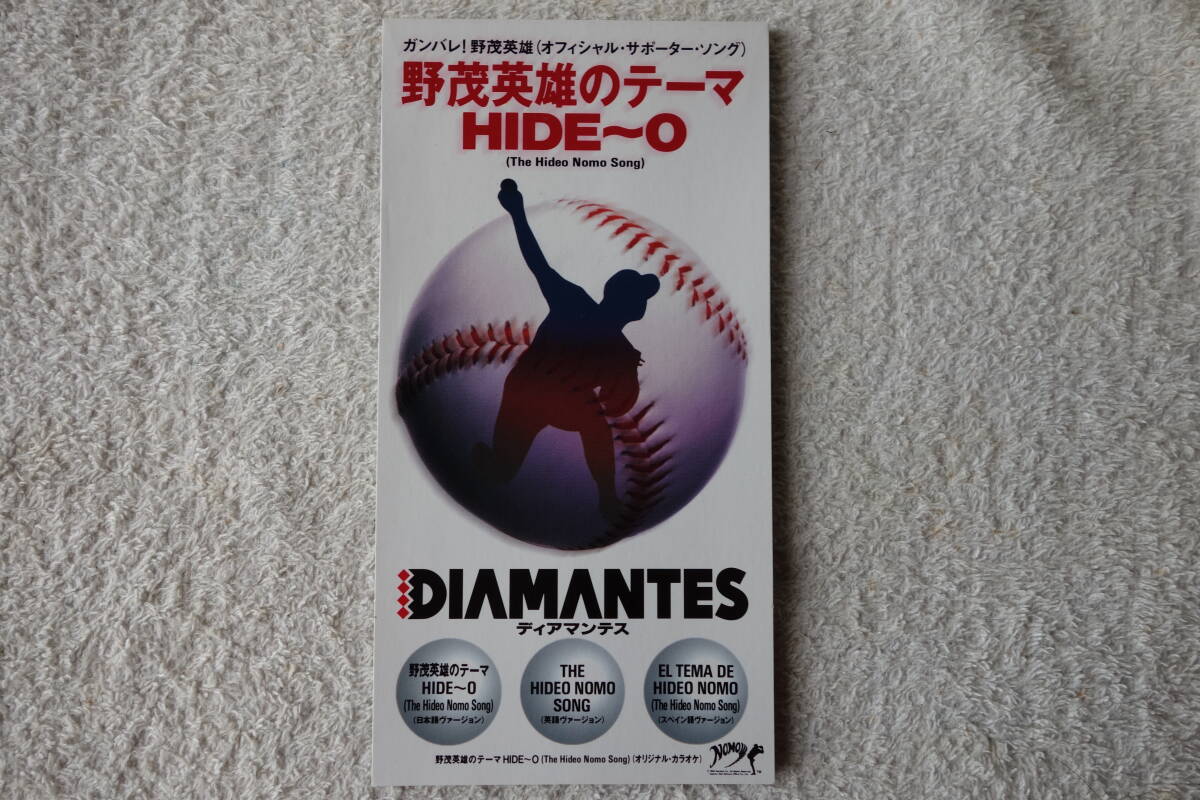 ガンバレ!野茂英雄(オフィシャル・サポーター・ソング)
野茂英雄のテーマ
HIDE〜O
(The Hideo Nomo Song)
DIAMANTES
ディアマンテス
野茂英雄のテーマ
HIDE〜O
(The Hideo Nomo Song)
(日本語ヴァージョン)
THE
HIDEO NOMO
SONG
(英語ヴァージョン)
EL TEMA DE
HIDEO NOMO
(The Hideo Nomo Song)
(スペイン語ヴァージョン)
野茂英雄のテーマ HIDE〜O (The Hideo Nomo Song) (オリジナル・カラオケ)
NOMO
TM